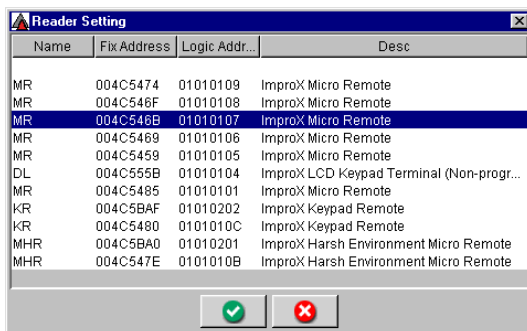 Reader Setting
Name Fix Address Logic Addr... Desc
MR 004C5474 01010109 ImproX Micro Remote
MR 004C546F 01010108 ImproX Micro Remote
MR 004C546B 01010107 ImproX Micro Remote
MR 004C5469 01010106 ImproX Micro Remote
MR 004C5459 01010105 ImproX Micro Remote
DL 004C555B 01010104 ImproX LCD Keypad Terminal (Non-progr...
MR 004C5485 01010101 ImproX Micro Remote
KR 004C5BAF 01010202 ImproX Keypad Remote
KR 004C5480 0101010C ImproX Keypad Remote
MHR 004C5BA0 01010201 ImproX Harsh Environment Micro Remote
MHR 004C547E 0101010B ImproX Harsh Environment Micro Remote